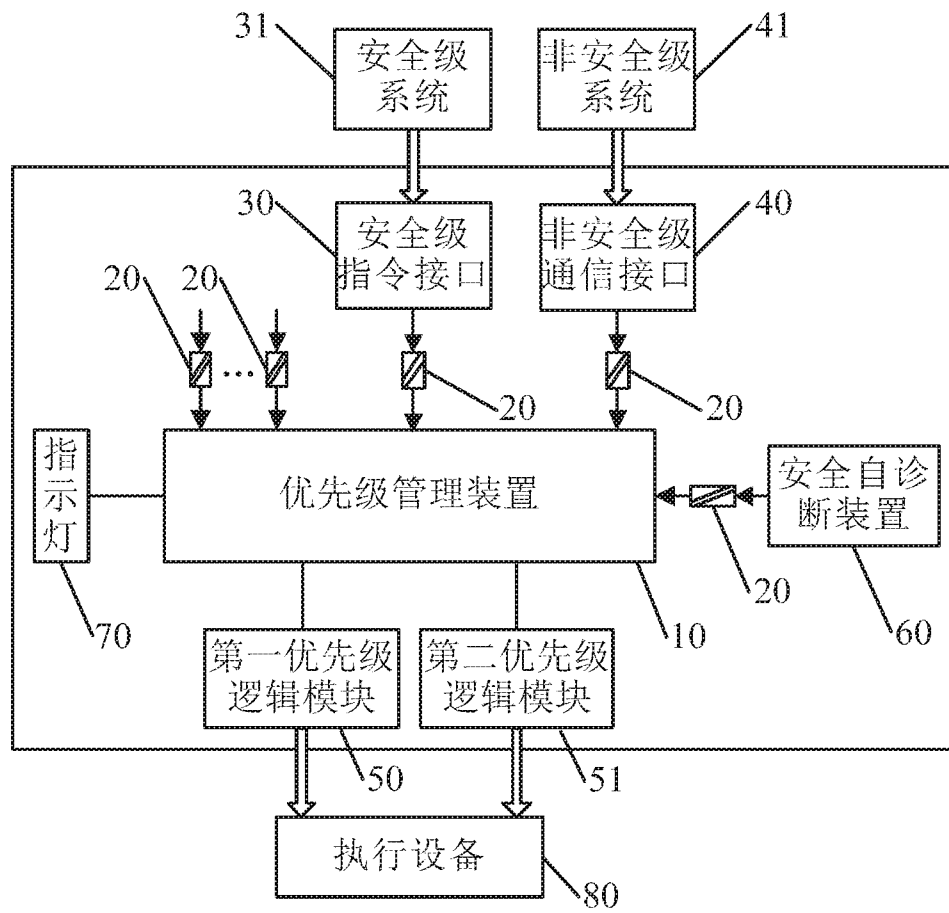 31
安全级
系统
非安全级
系统
41
30
安全级
指令接口
非安全级
通信接口
40
20
20
…
20
20
指
示
灯
优先级管理装置
安全自诊
断装置
20
70
10
60
第一优先级
逻辑模块
第二优先级
逻辑模块
50
51
执行设备
80